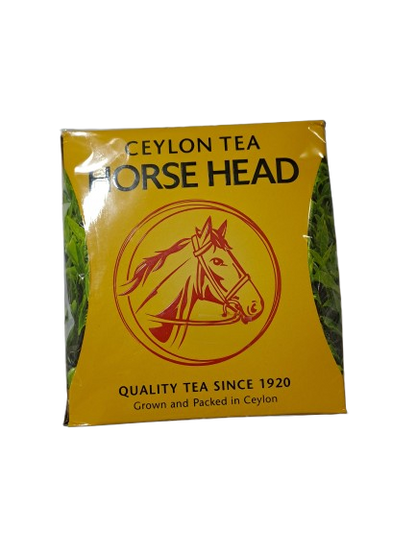 CEYLON TEA
HORSE HEAD
QUALITY TEA SINCE 1920
Grown and Packed in Ceylon